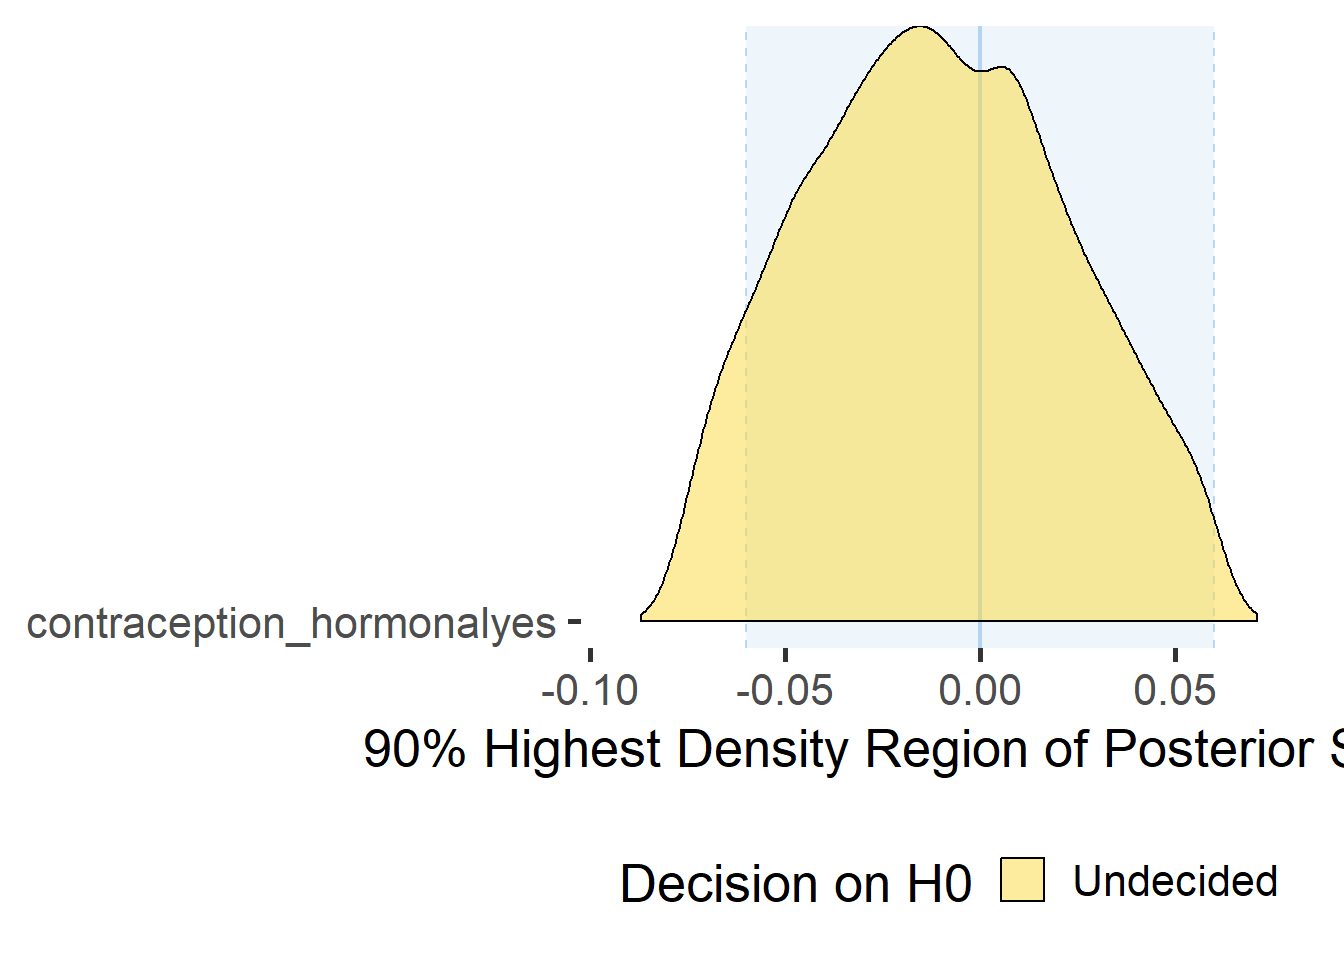 contraception_hormonalyes
-0.10 -0.05 0.00 0.05
90% Highest Density Region of Posterior S
Decision on H0 Undecided